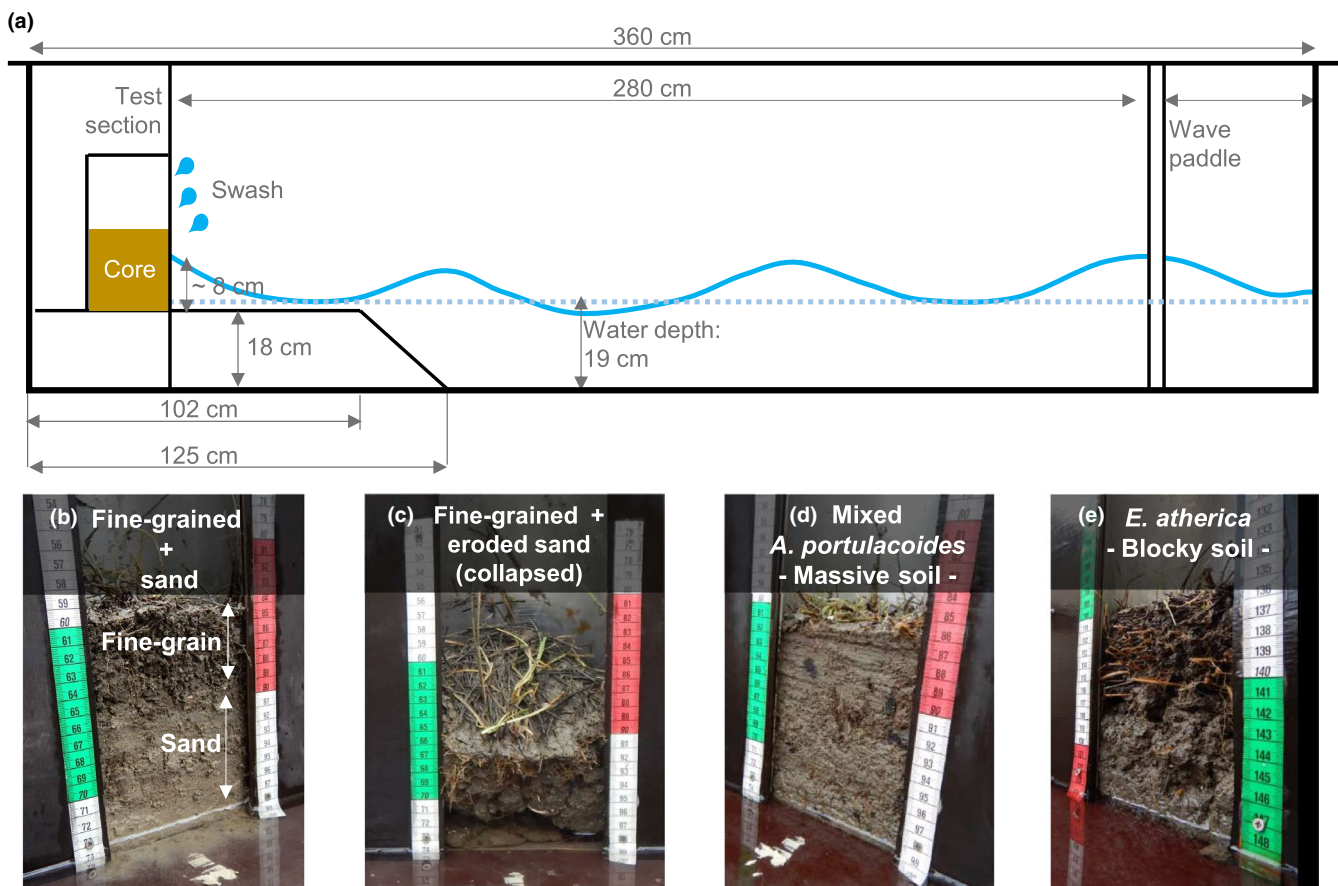 (a)
360 cm
280 cm
Test
section
Wave
paddle
Swash
Core
~ 8 cm
18 cm
Water depth:
19 cm
102 cm
125 cm
(b) Fine-grained
+
sand
Fine-grain
Sand
(c) Fine-grained +
eroded sand
(collapsed)
(d) Mixed
A. portulacoides
- Massive soil -
(e) E. atherica
- Blocky soil -